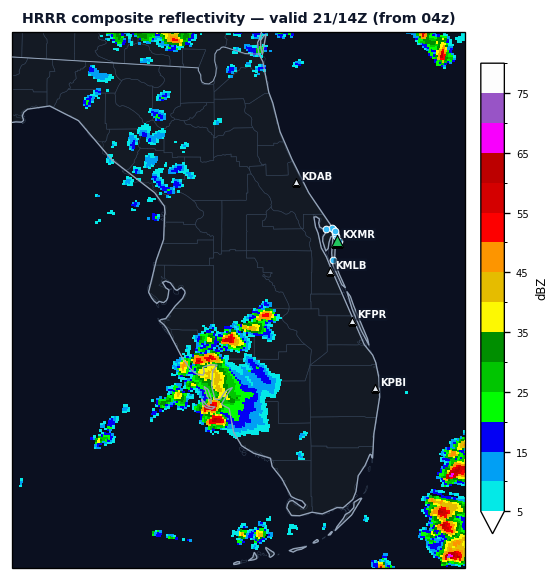 HRRR composite reflectivity — valid 21/14Z (from 04z)
KDAB
KXMR
KMLB
KFPR
KPBI
75
65
55
45
35
25
15
5
dBZ